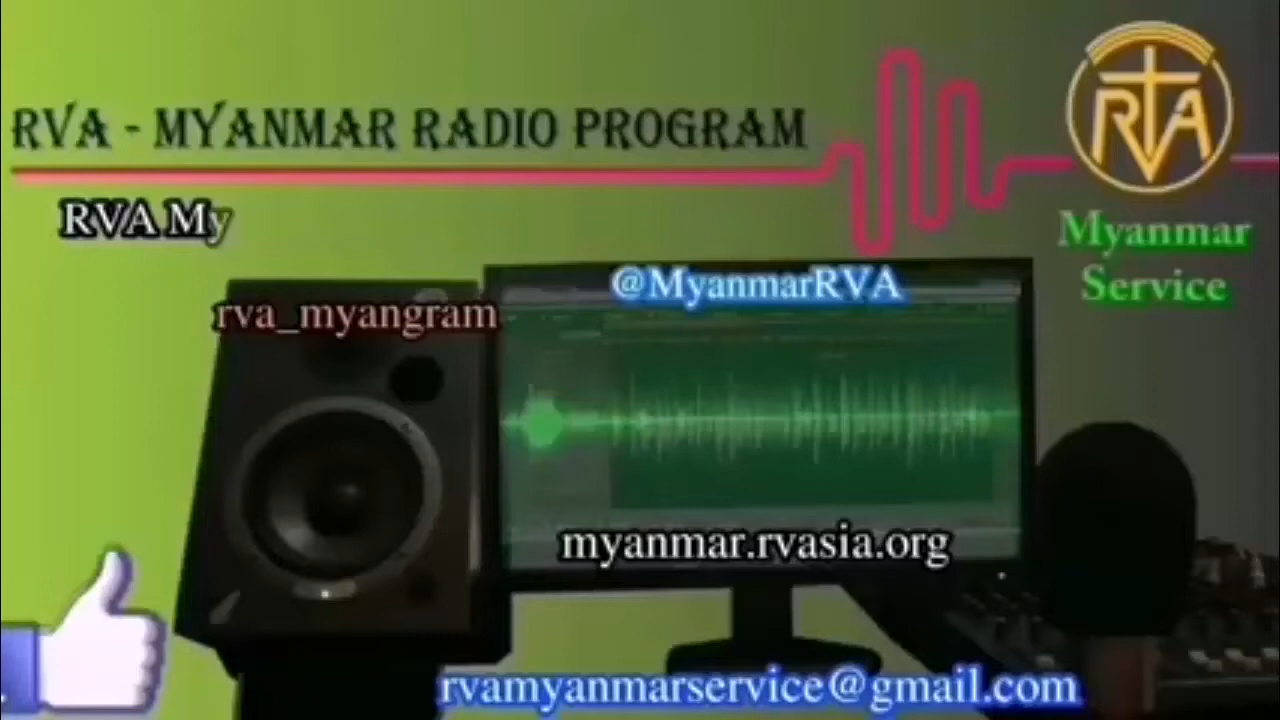 RVA - MYANMAR RADIO PROGRAM
RVA
Myanmar
Service
RVA My
@MyanmarRVA
rva_myangram
myanmar.rvasia.org
rvamyanmarservice@gmail.com